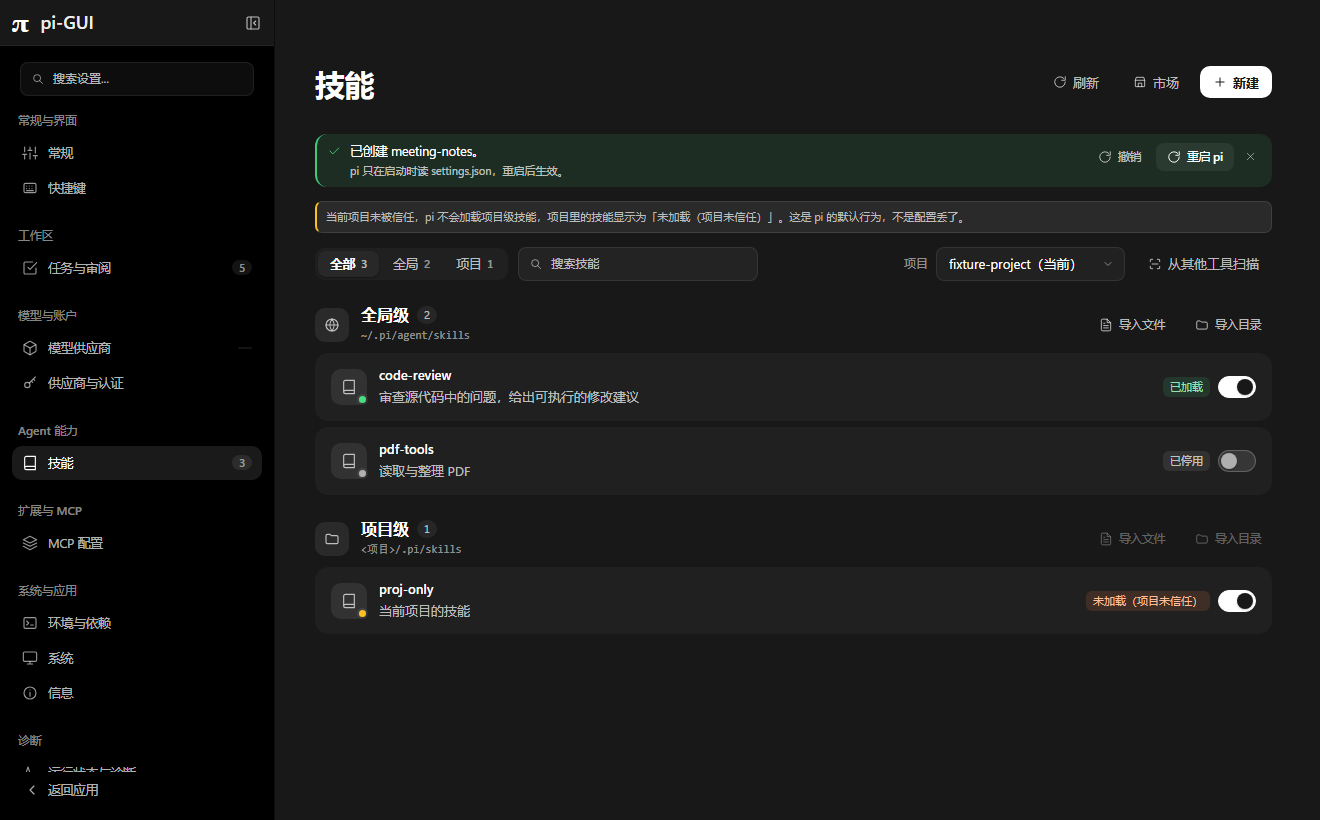 π pi-GUI
搜索设置...
常规与界面
常规
快捷键
工作区
任务与审阅 5
模型与账户
模型供应商
供应商与认证
Agent 能力
技能 3
扩展与 MCP
MCP 配置
系统与应用
环境与依赖
系统
信息
诊断
返回应用
技能
刷新
市场
新建
已创建 meeting-notes。
pi 只在启动时读 settings.json，重启后生效。
撤销
重启 pi
当前项目未被信任，pi 不会加载项目级技能，项目里的技能显示为「未加载（项目未信任）」。这是 pi 的默认行为，不是配置丢了。
全部 3
全局 2
项目 1
搜索技能
项目
fixture-project（当前）
从其他工具扫描
全局级 2
~/.pi/agent/skills
导入文件
导入目录
code-review
审查源代码中的问题，给出可执行的修改建议
已加载
pdf-tools
读取与整理 PDF
已停用
项目级 1
<项目>/.pi/skills
导入文件
导入目录
proj-only
当前项目的技能
未加载（项目未信任）